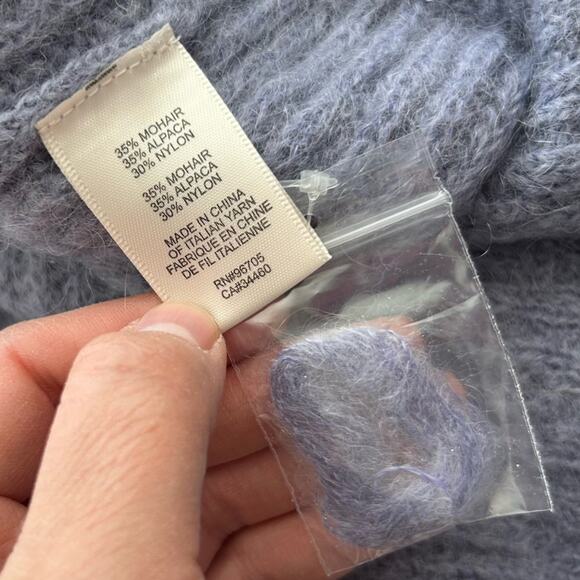 35% MOHAIR
35% ALPACA
30% NYLON
35% MOHAIR
35% ALPACA
30% NYLON
MADE IN CHINA
OF ITALIAN YARN
FABRIQUE EN CHINE
DE FIL ITALIENNE
RN#96705
CA#34460